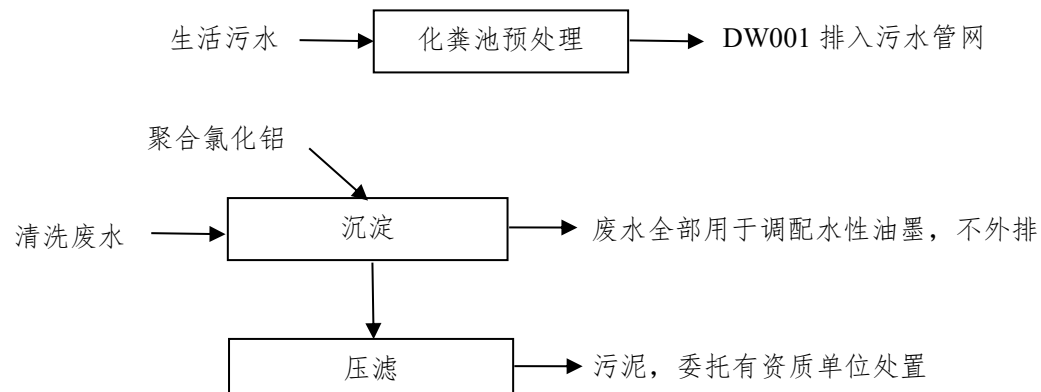 生活污水
化粪池预处理
DW001 排入污水管网
聚合氯化铝
清洗废水
沉淀
废水全部用于调配水性油墨，不外排
压滤
污泥，委托有资质单位处置